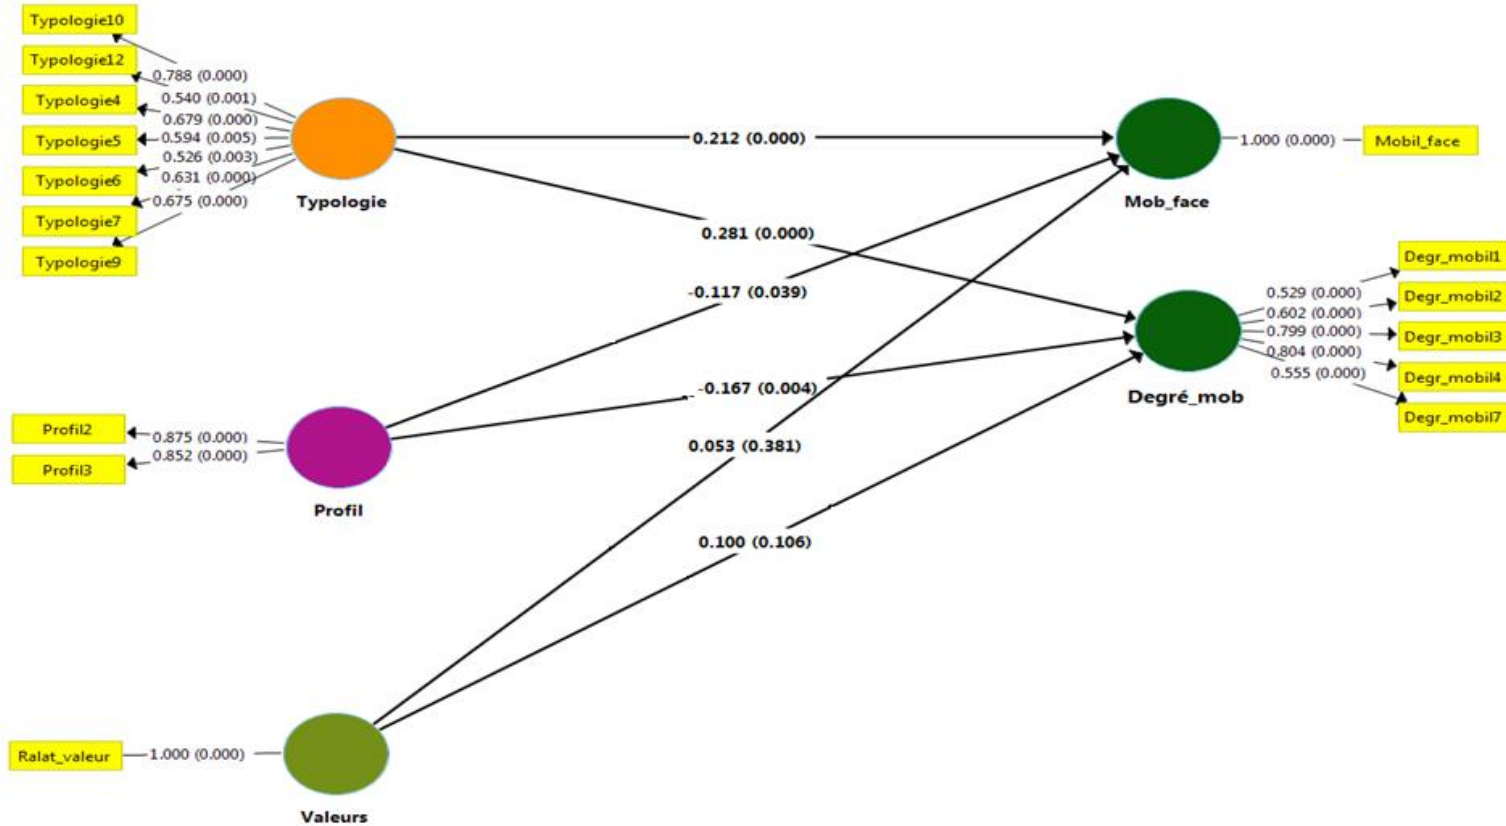 Typologie10
Typologie12
0.788 (0.000)
Typologie4
0.540 (0.001)
0.679 (0.000)
Typologie5
0.594 (0.005)
0.526 (0.003)
Typologie6
0.631 (0.000)
0.675 (0.000)
Typologie7
Typologie9
Typologie
0.212 (0.000)
1.000 (0.000)
Mobil_face
Mob_face
0.281 (0.000)
-0.117 (0.039)
Degr_mobil1
0.529 (0.000)
Degr_mobil2
0.602 (0.000)
0.799 (0.000)
Degr_mobil3
0.804 (0.000)
0.555 (0.000)
Degr_mobil4
Degr_mobil7
Degré_mob
-0.167 (0.004)
Profil2
0.875 (0.000)
0.852 (0.000)
Profil3
Profil
0.053 (0.381)
0.100 (0.106)
Ralat_valeur
1.000 (0.000)
Valeurs